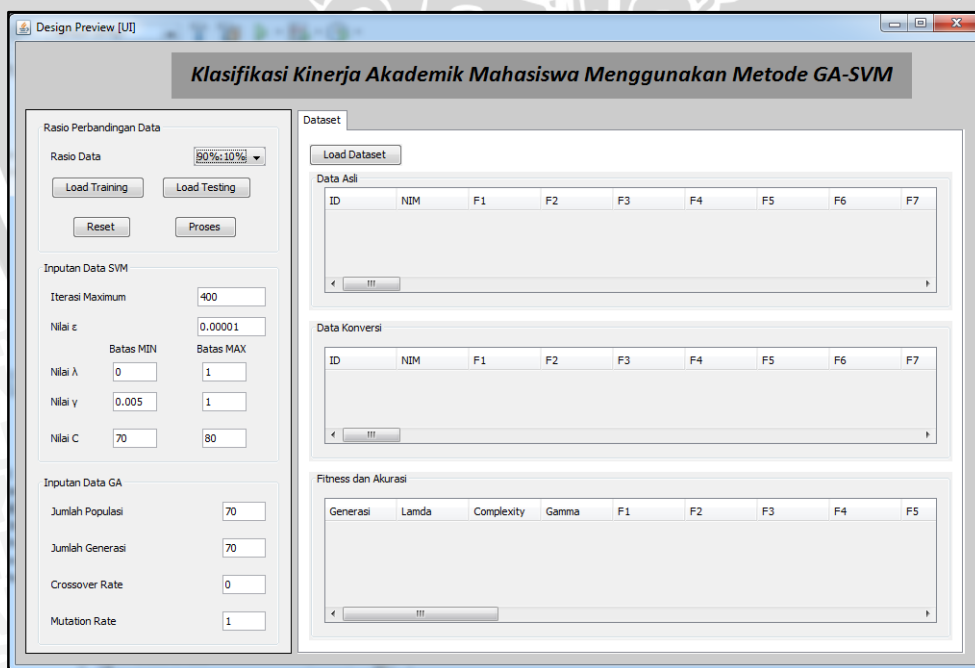 Design Preview [UI]
Klasifikasi Kinerja Akademik Mahasiswa Menggunakan Metode GA-SVM
Rasio Perbandingan Data
Rasio Data 90%:10%
Load Training Load Testing
Reset Proses
Inputan Data SVM
Iterasi Maximum 400
Nilai ε 0.00001
Batas MIN Batas MAX
Nilai λ 0 1
Nilai γ 0.005 1
Nilai C 70 80
Inputan Data GA
Jumlah Populasi 70
Jumlah Generasi 70
Crossover Rate 0
Mutation Rate 1
Dataset
Load Dataset
Data Asli
ID NIM F1 F2 F3 F4 F5 F6 F7
Data Konversi
ID NIM F1 F2 F3 F4 F5 F6 F7
Fitness dan Akurasi
Generasi Lamda Complexity Gamma F1 F2 F3 F4 F5